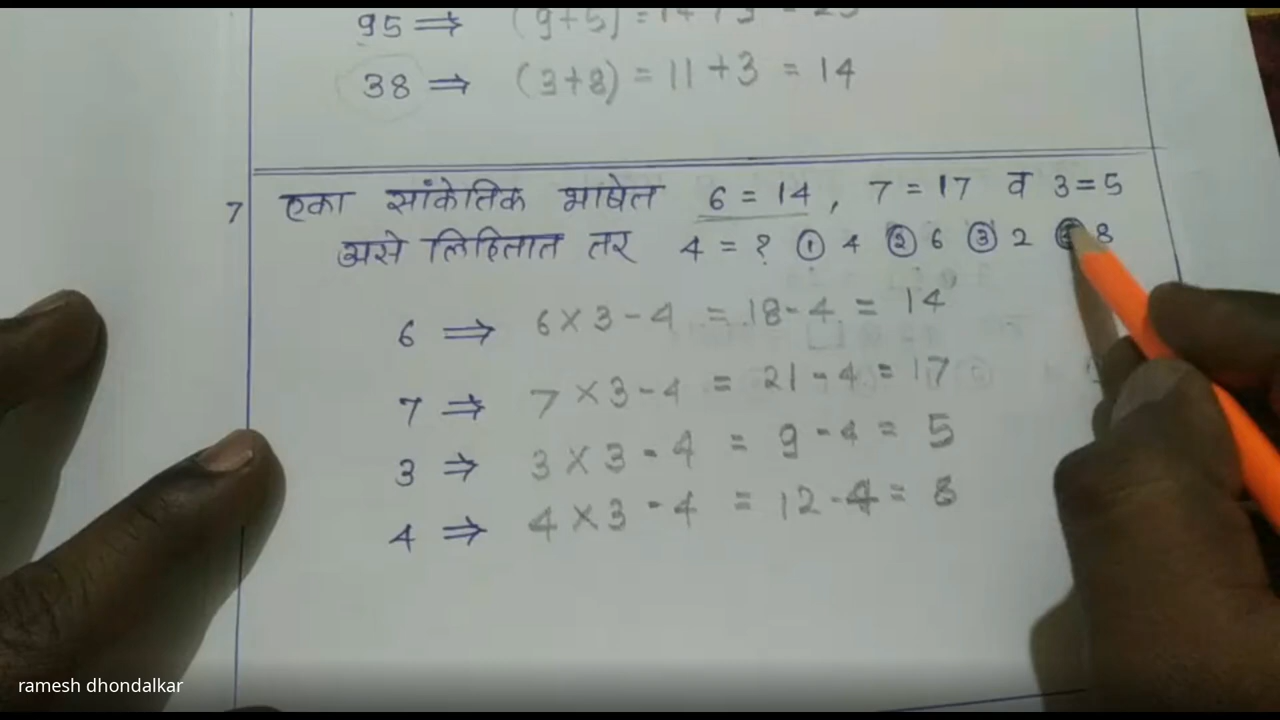 95 ⇒ (9+5) =
38 ⇒ (3+8) = 11 +3 = 14
7 एका सांकेतिक भाषेत 6 = 14 , 7 = 17 व 3 = 5
असे लिहितात तर 4 = ? ① 4 ② 6 ③ 2 8
6 ⇒ 6 × 3 - 4 = 18 - 4 = 14
7 ⇒ 7 × 3 - 4 = 21 - 4 = 17
3 ⇒ 3 × 3 - 4 = 9 - 4 = 5
4 ⇒ 4 × 3 - 4 = 12 - 4 = 8
ramesh dhondalkar